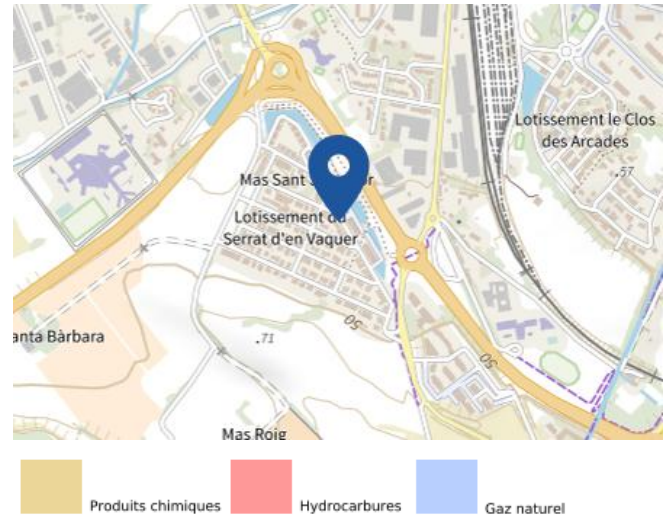 Lotissement le Clos
des Arcades
.57
Mas Sant
Lotissement du
Serrat d'en Vaquer
50
.71
anta Bàrbara
50
Mas Roig
Produits chimiques
Hydrocarbures
Gaz naturel